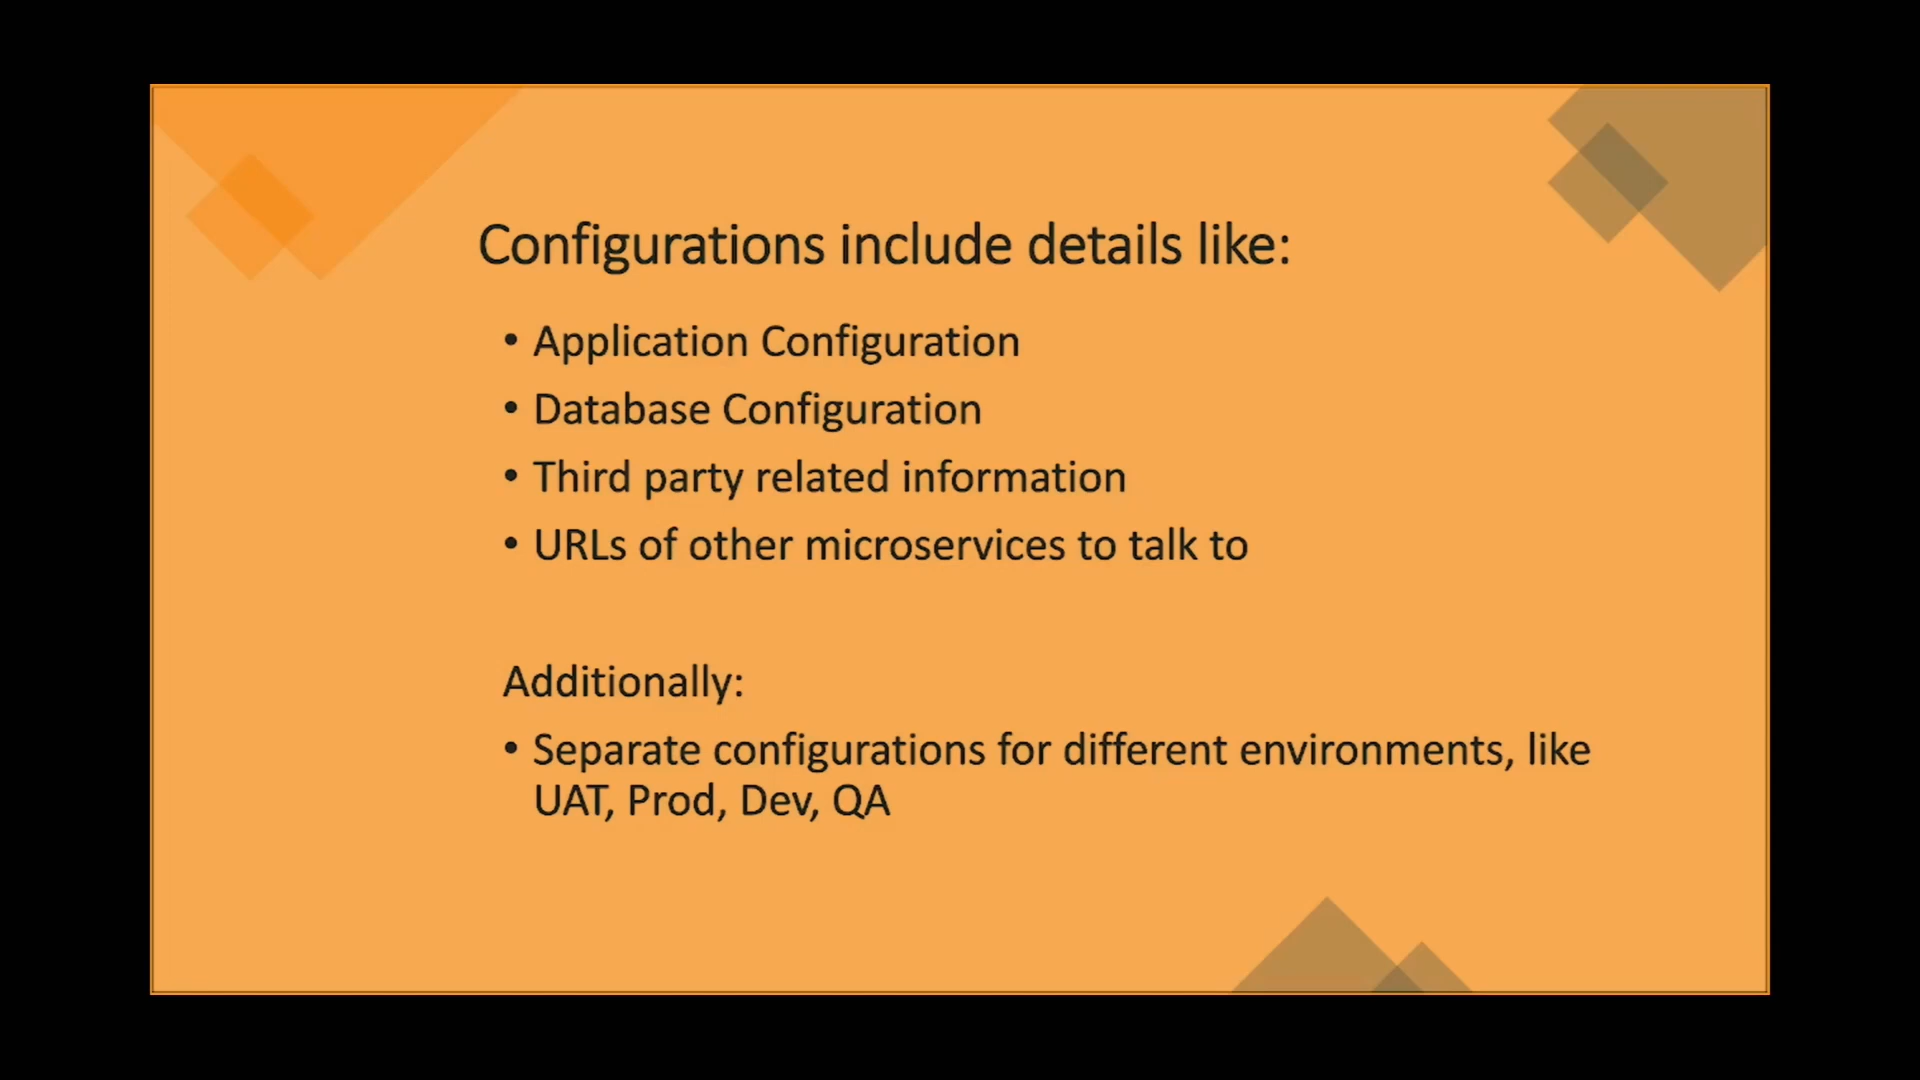 Configurations include details like:
• Application Configuration
• Database Configuration
• Third party related information
• URLs of other microservices to talk to
Additionally:
• Separate configurations for different environments, like
UAT, Prod, Dev, QA